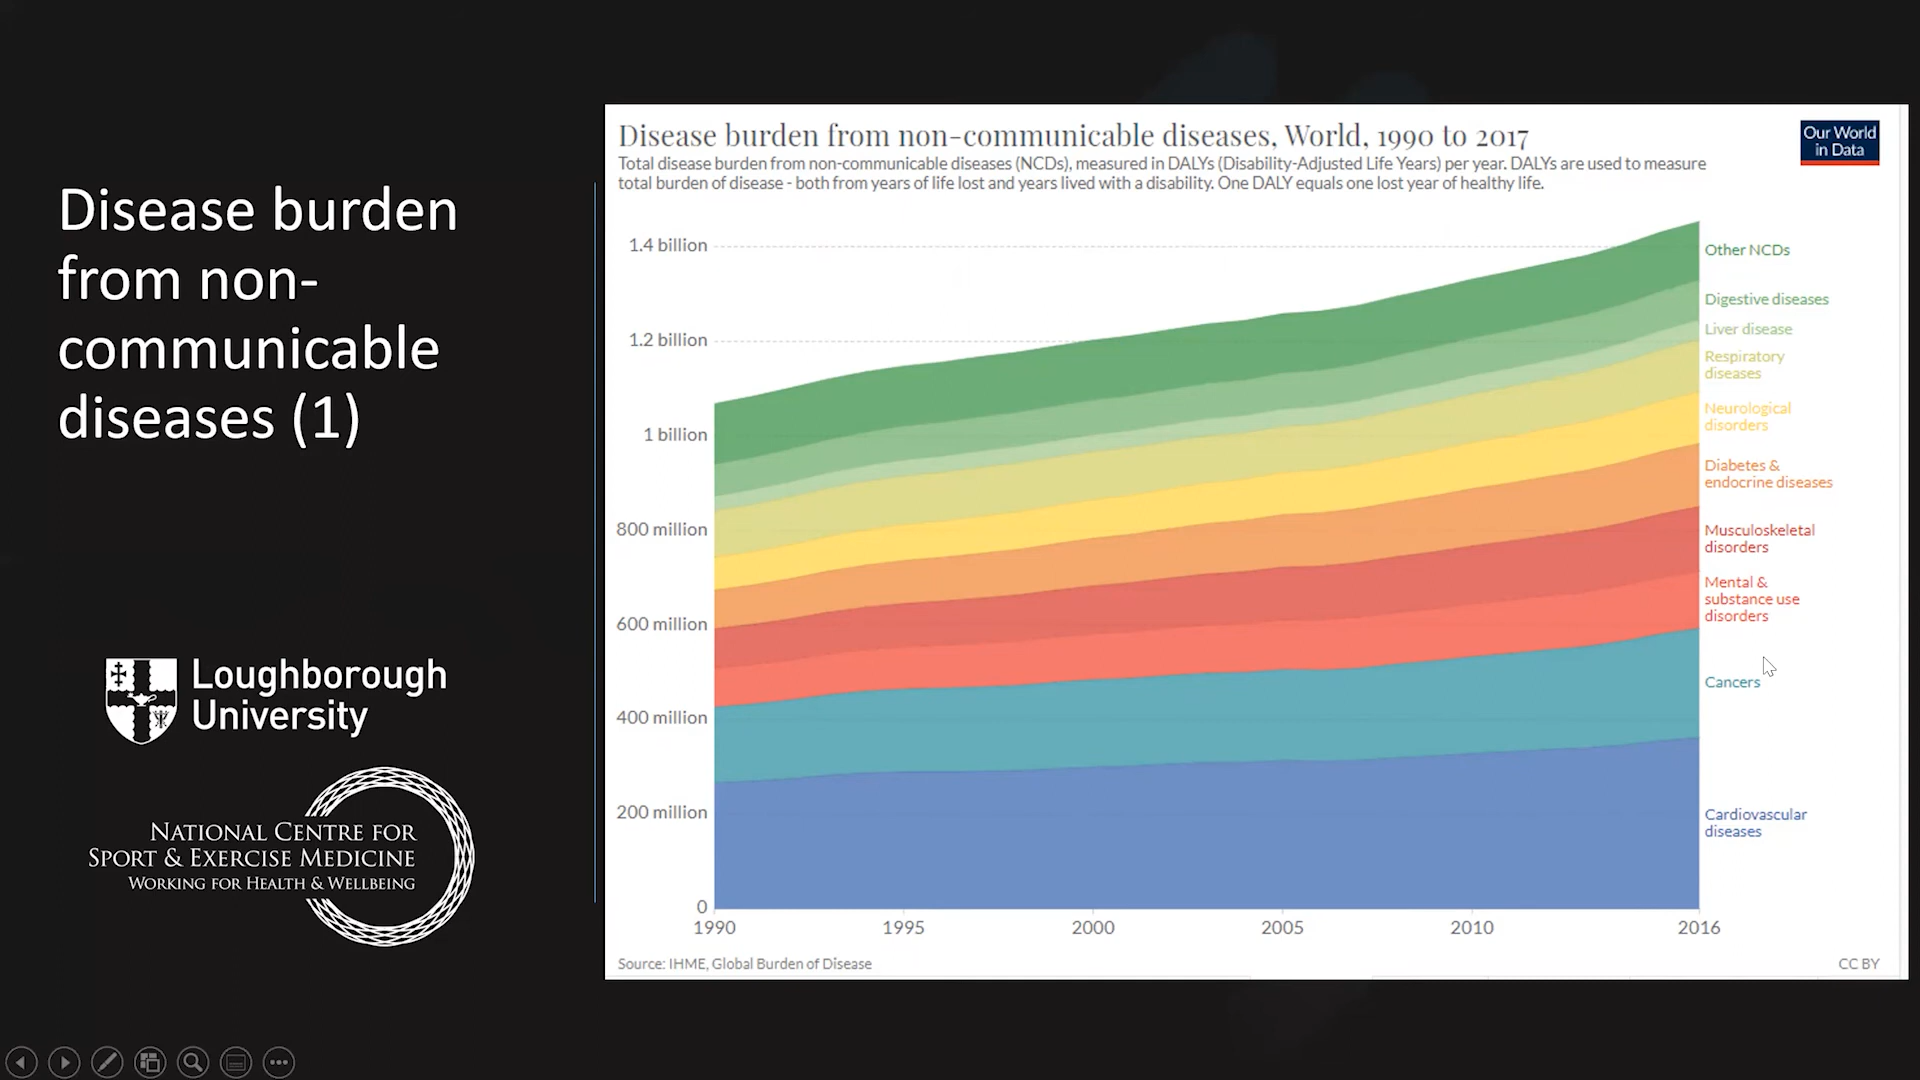 Disease burden
from non-
communicable
diseases (1)
Loughborough
University
NATIONAL CENTRE FOR
SPORT & EXERCISE MEDICINE
WORKING FOR HEALTH & WELLBEING
Disease burden from non-communicable diseases, World, 1990 to 2017
Total disease burden from non-communicable diseases (NCDs), measured in DALYs (Disability-Adjusted Life Years) per year. DALYs are used to measure
total burden of disease - both from years of life lost and years lived with a disability. One DALY equals one lost year of healthy life.
Our World
in Data
1.4 billion
1.2 billion
1 billion
800 million
600 million
400 million
200 million
0
1990
1995
2000
2005
2010
2016
Other NCDs
Digestive diseases
Liver disease
Respiratory
diseases
Neurological
disorders
Diabetes &
endocrine diseases
Musculoskeletal
disorders
Mental &
substance use
disorders
Cancers
Cardiovascular
diseases
Source: IHME, Global Burden of Disease
CC BY